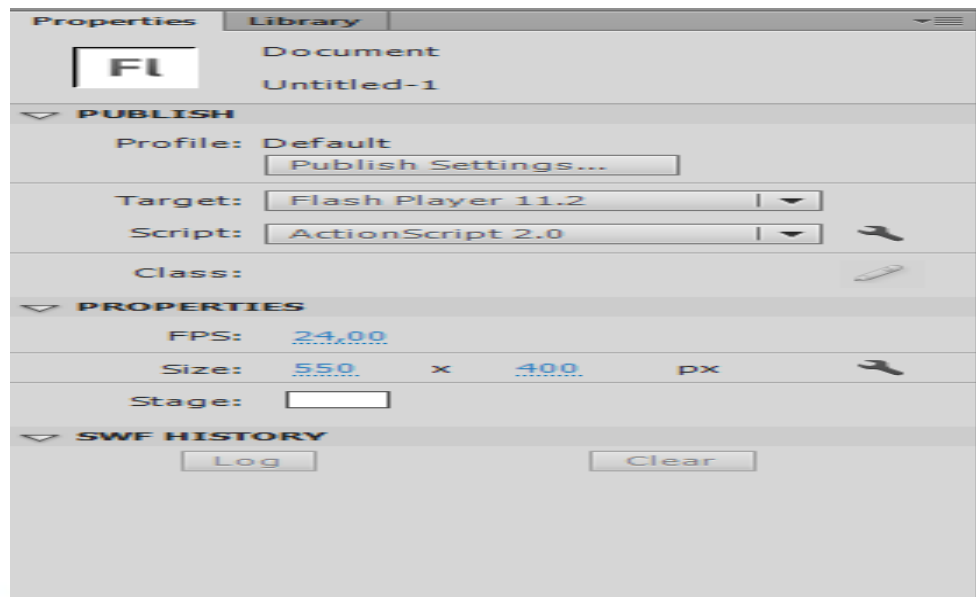 Properties Library
Document
Fl
Untitled-1
PUBLISH
Profile: Default
Publish Settings...
Target: Flash Player 11.2
Script: ActionScript 2.0
Class:
PROPERTIES
FPS: 24,00
Size: 550 x 400 px
Stage:
SWF HISTORY
Log Clear